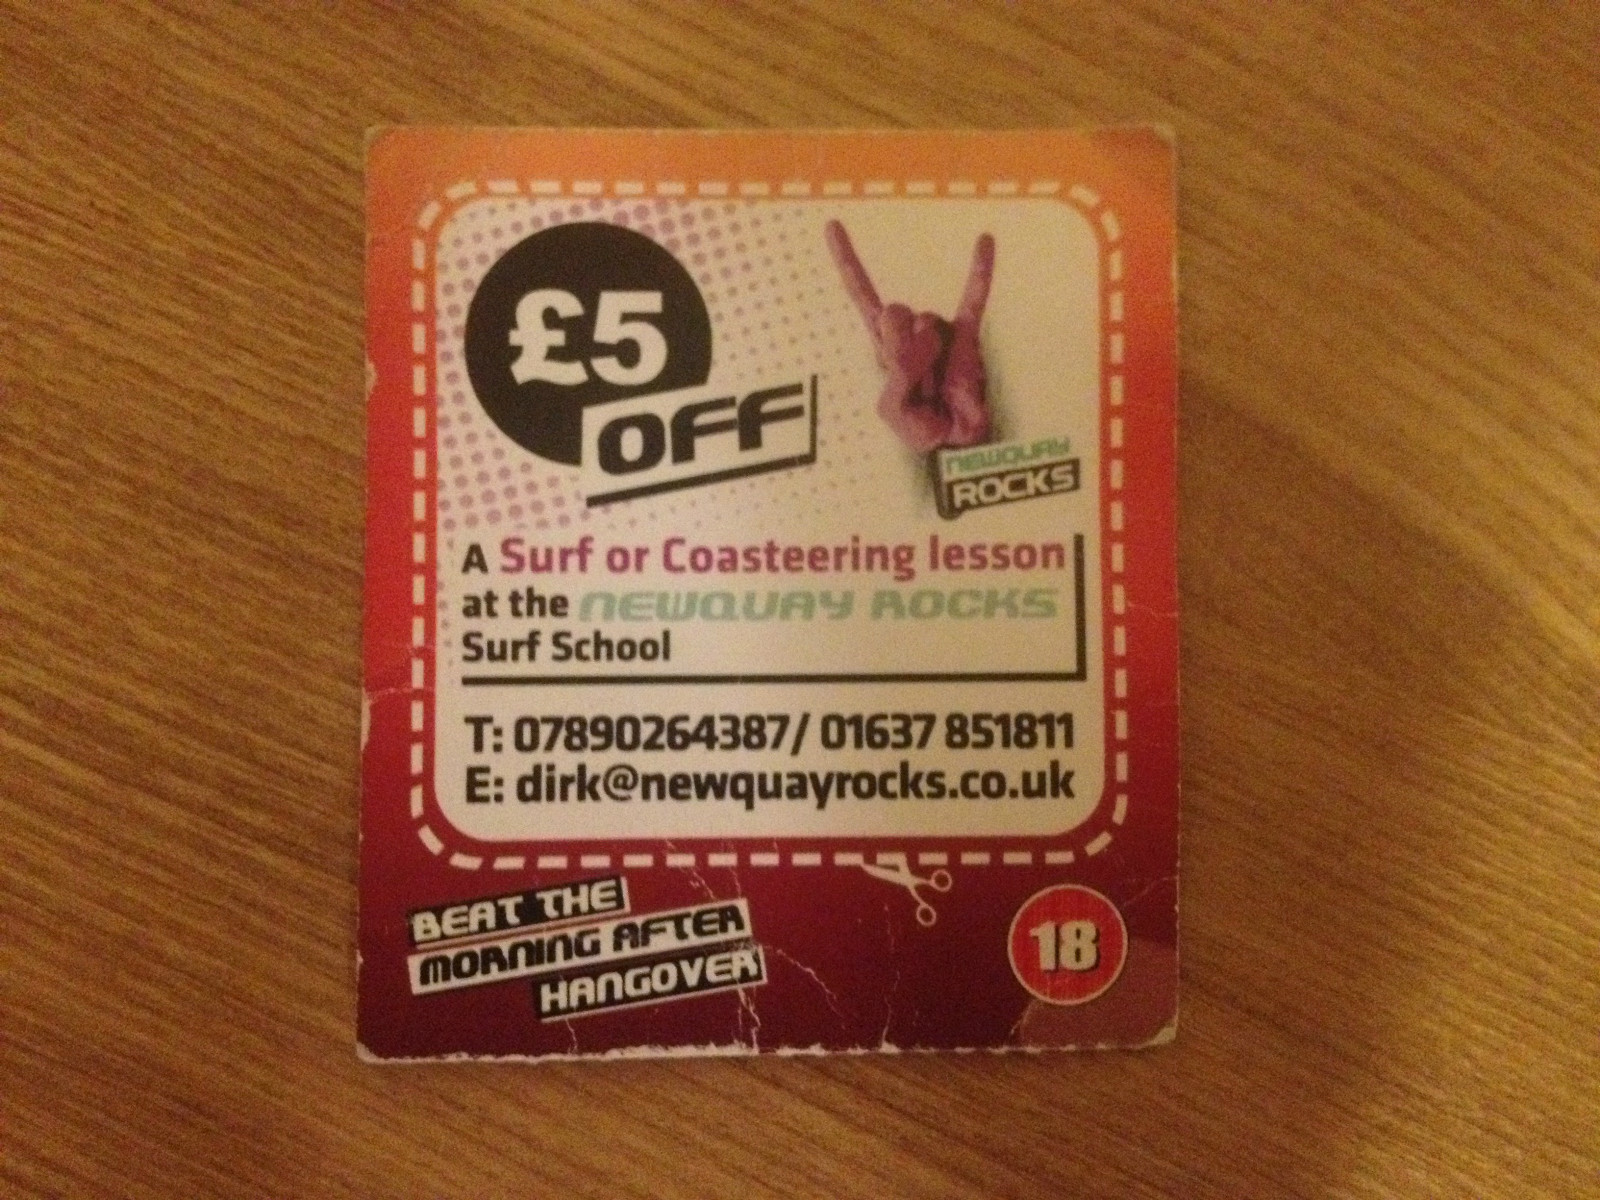 £5
OFF
NEWQUAY
ROCKS
A Surf or Coasteering lesson
at the NEWQUAY ROCKS
Surf School
T: 07890264387/ 01637 851811
E: dirk@newquayrocks.co.uk
BEAT THE
MORNING AFTER
HANGOVER
18